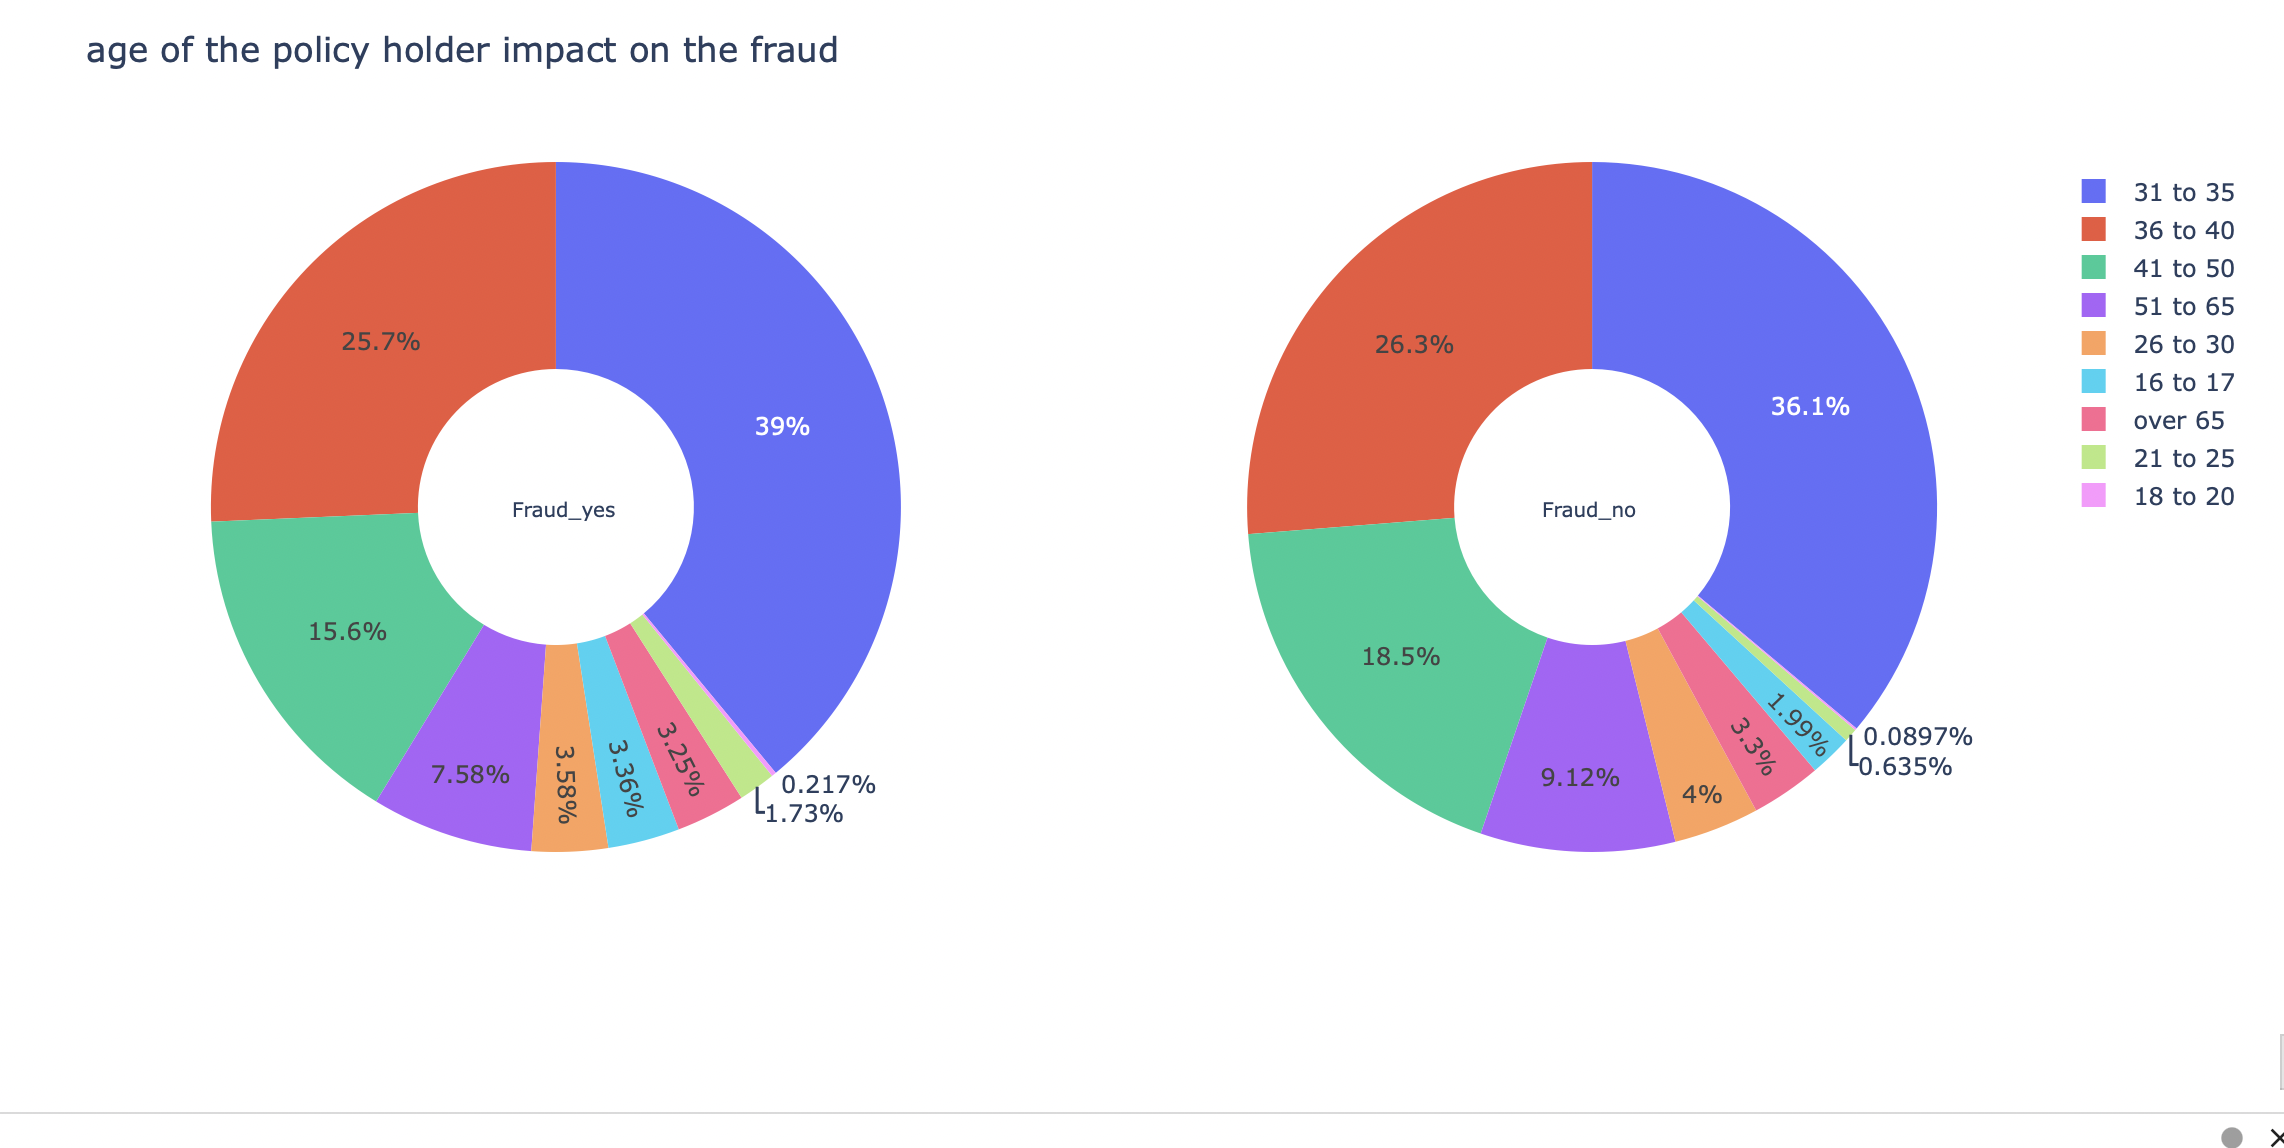 age of the policy holder impact on the fraud
25.7%
39%
Fraud_yes
15.6%
7.58%
3.58%
3.36%
3.25%
0.217%
1.73%
26.3%
36.1%
Fraud_no
18.5%
9.12%
4%
3.3%
1.99%
0.0897%
0.635%
31 to 35
36 to 40
41 to 50
51 to 65
26 to 30
16 to 17
over 65
21 to 25
18 to 20